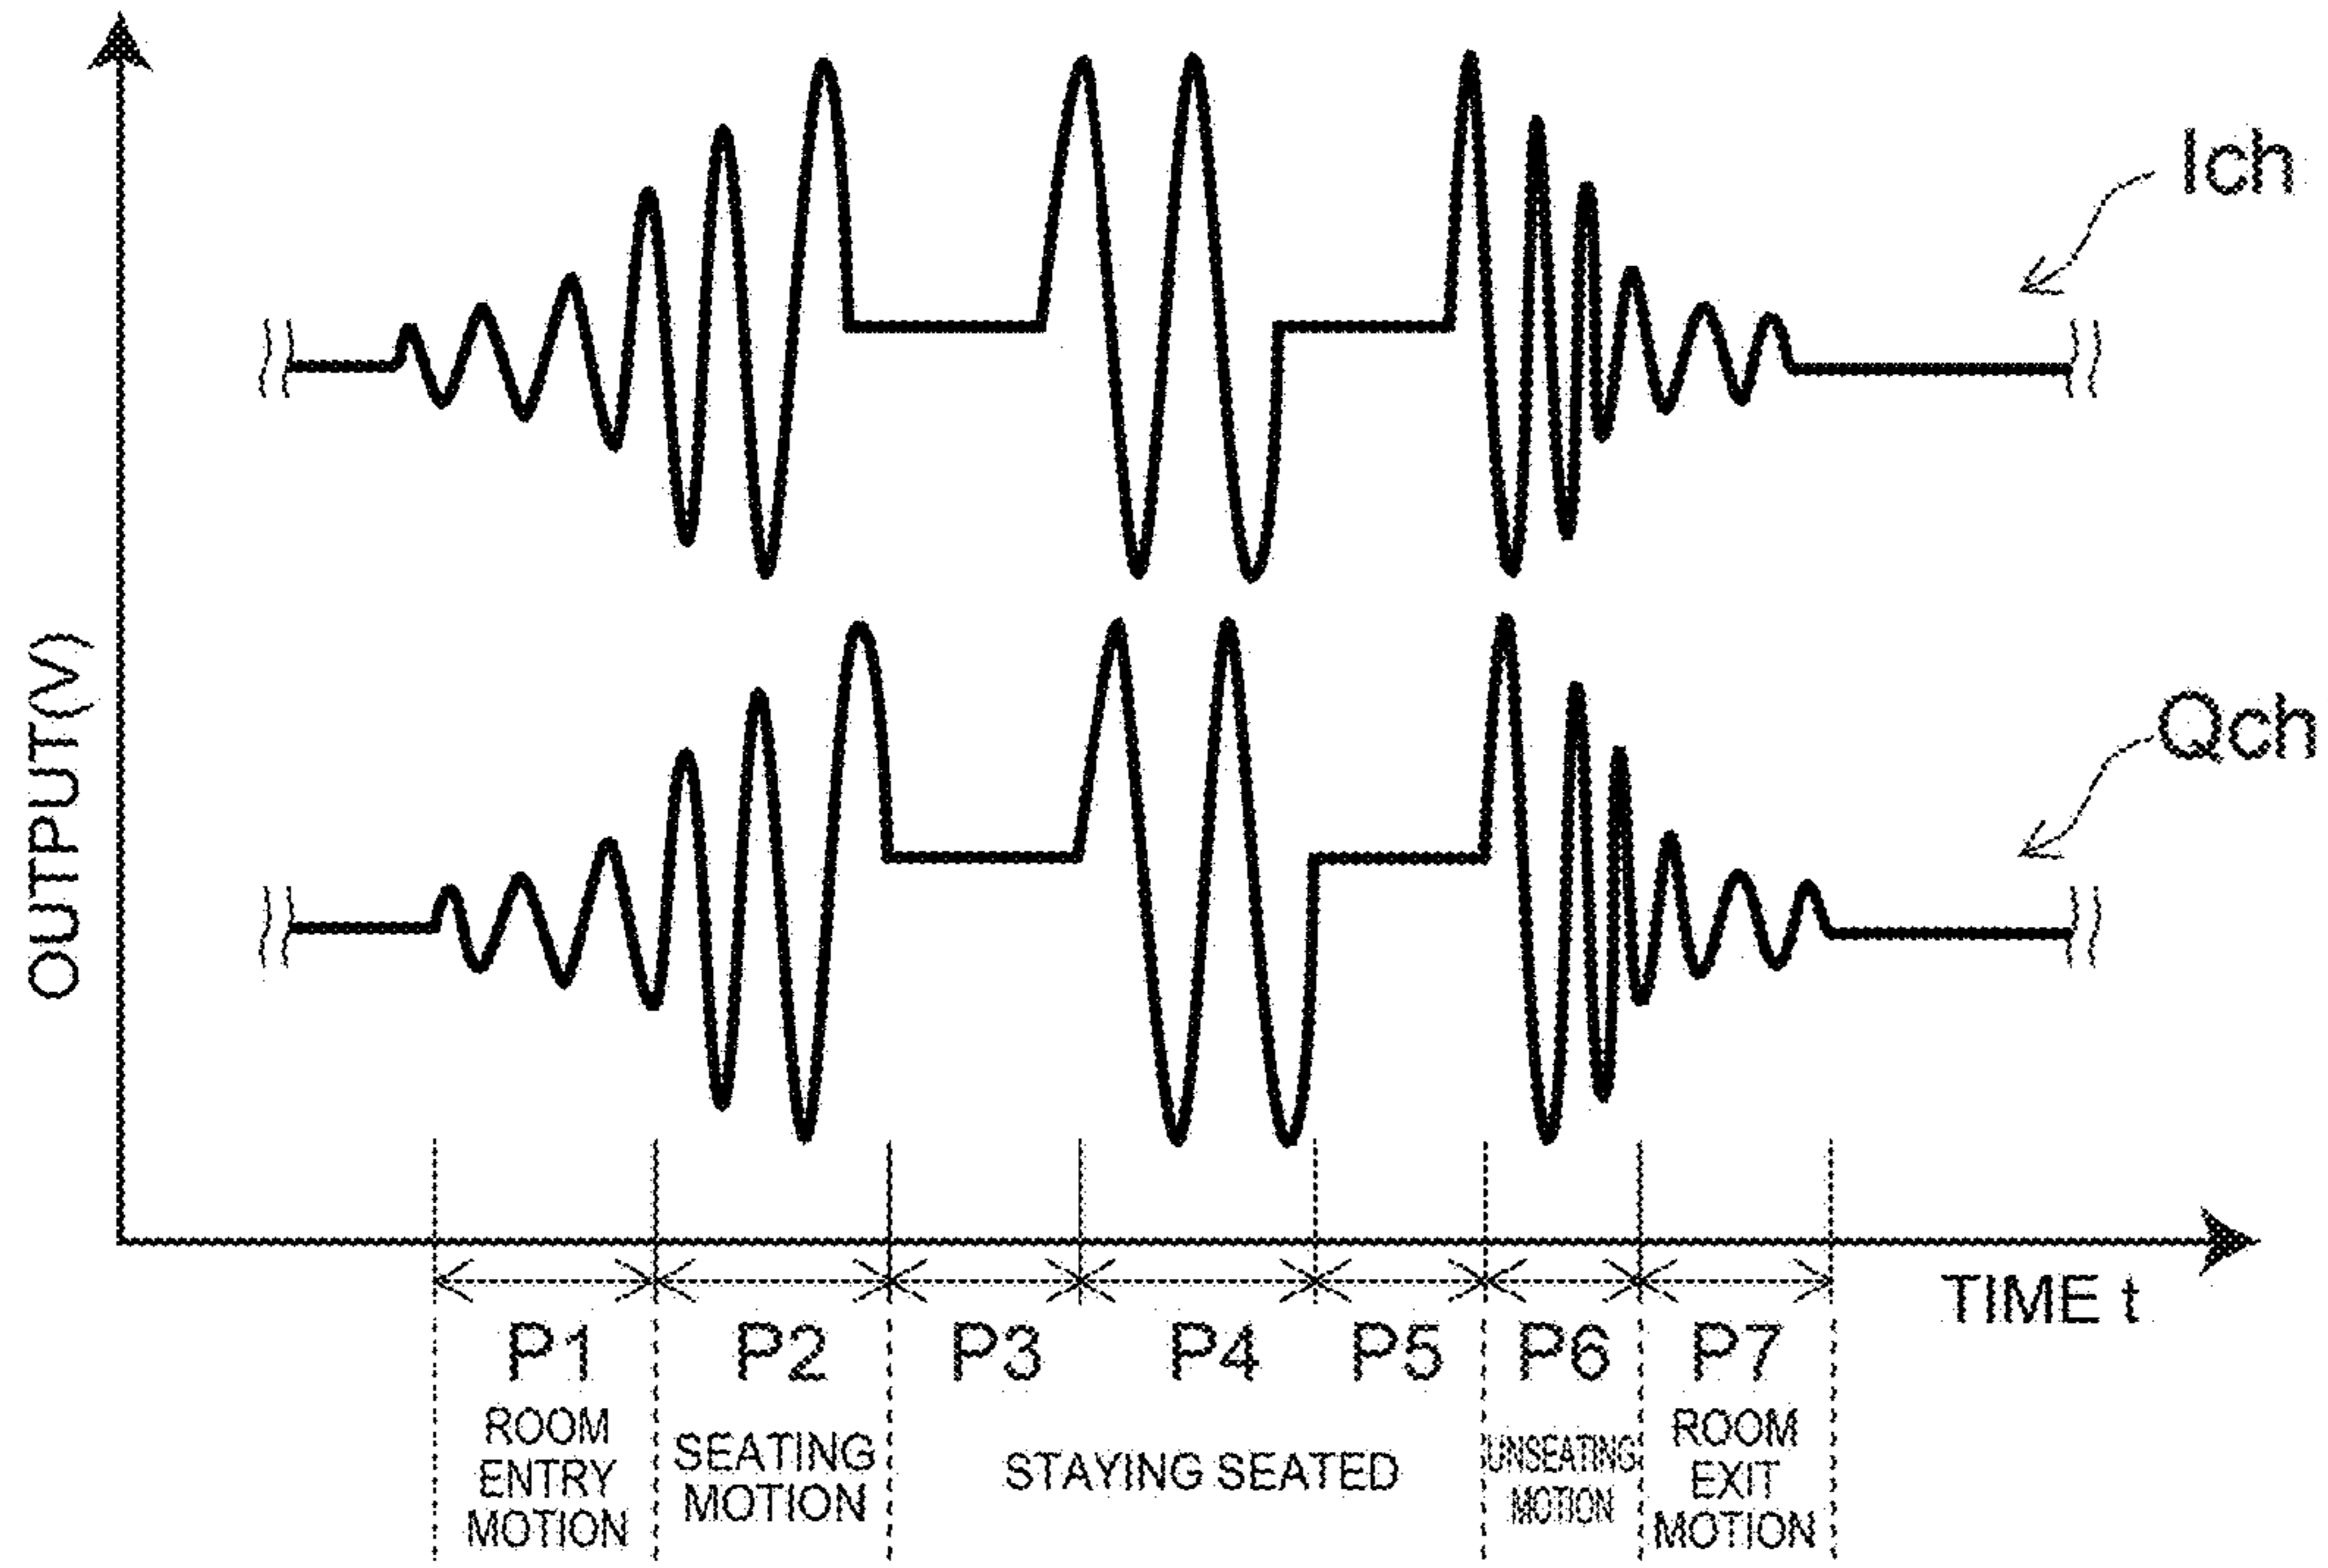 Ich
Qch
OUTPUT(V)
TIME t
P1
P2
P3
P4
P5
P6
P7
ROOM
ENTRY
MOTION
SEATING
MOTION
STAYING SEATED
UNSEATING
MOTION
ROOM
EXIT
MOTION